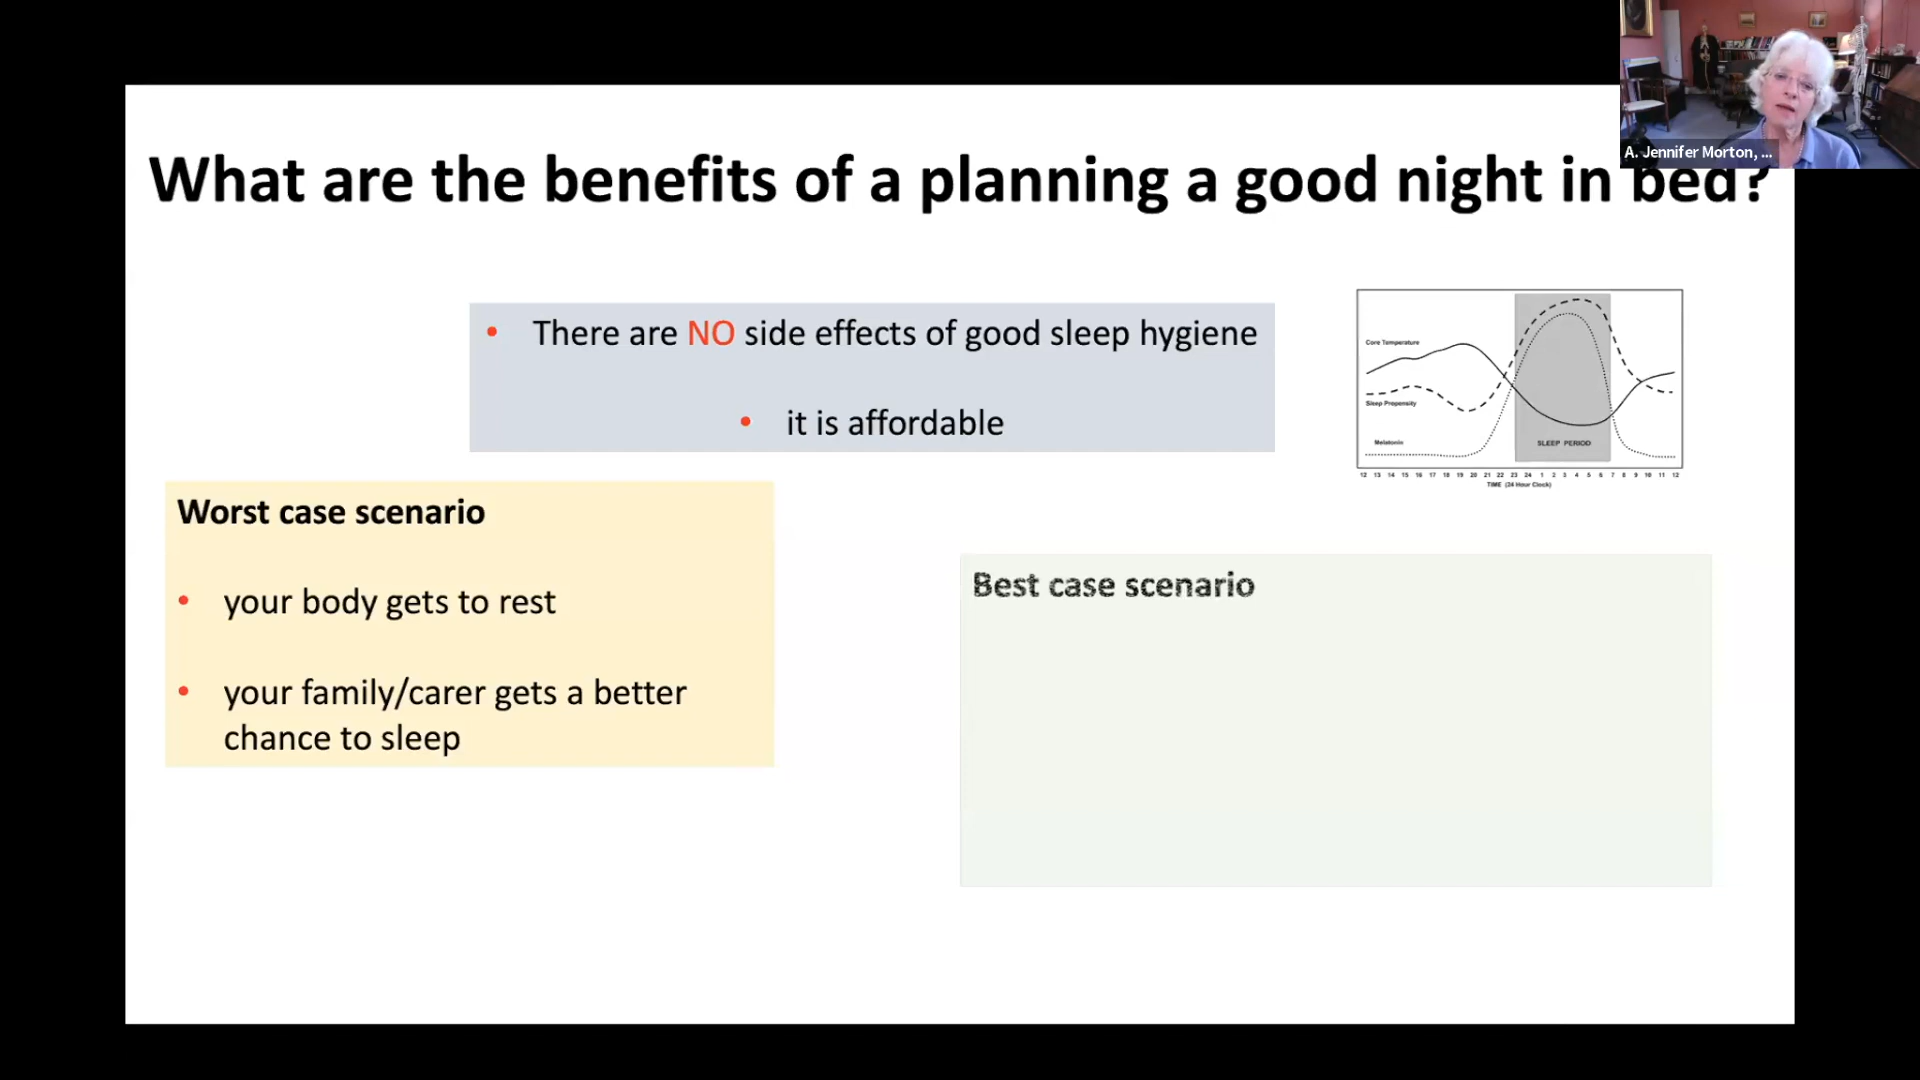 A. Jennifer Morton, ...
What are the benefits of a planning a good night in bed?
• There are NO side effects of good sleep hygiene
• it is affordable
Core Temperature
Sleep Propensity
Melatonin
SLEEP PERIOD
12 13 14 15 16 17 18 19 20 21 22 23 24 1 2 3 4 5 6 7 8 9 10 11 12
TIME (24 Hour Clock)
Worst case scenario
• your body gets to rest
• your family/carer gets a better
chance to sleep
Best case scenario